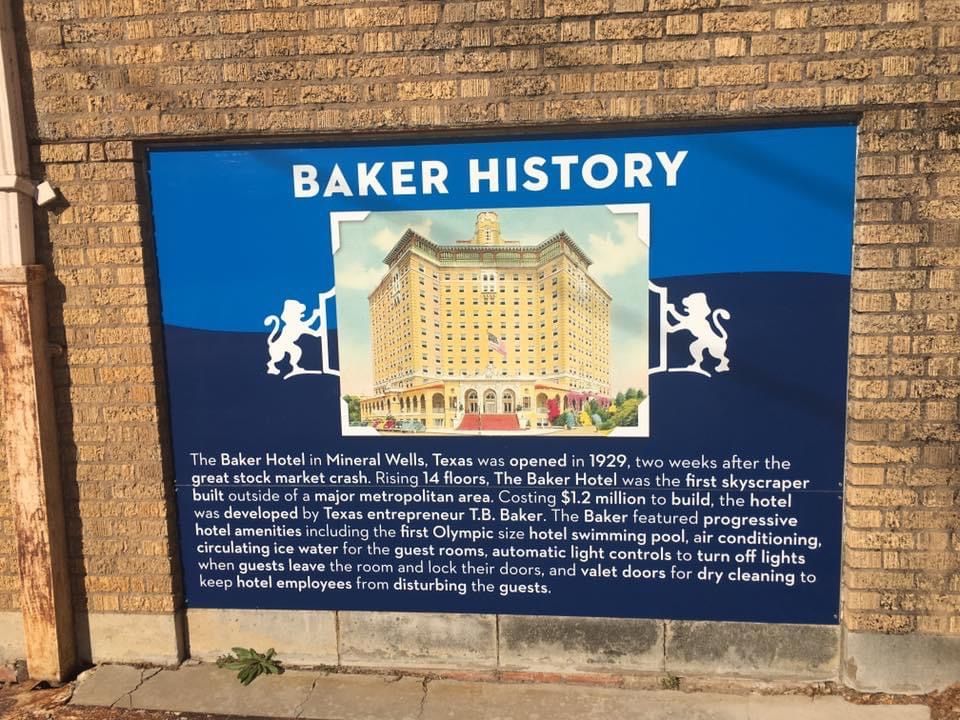 BAKER HISTORY
The Baker Hotel in Mineral Wells, Texas was opened in 1929, two weeks after the
great stock market crash. Rising 14 floors, The Baker Hotel was the first skyscraper
built outside of a major metropolitan area. Costing $1.2 million to build, the hotel
was developed by Texas entrepreneur T.B. Baker. The Baker featured progressive
hotel amenities including the first Olympic size hotel swimming pool, air conditioning,
circulating ice water for the guest rooms, automatic light controls to turn off lights
when guests leave the room and lock their doors, and valet doors for dry cleaning to
keep hotel employees from disturbing the guests.